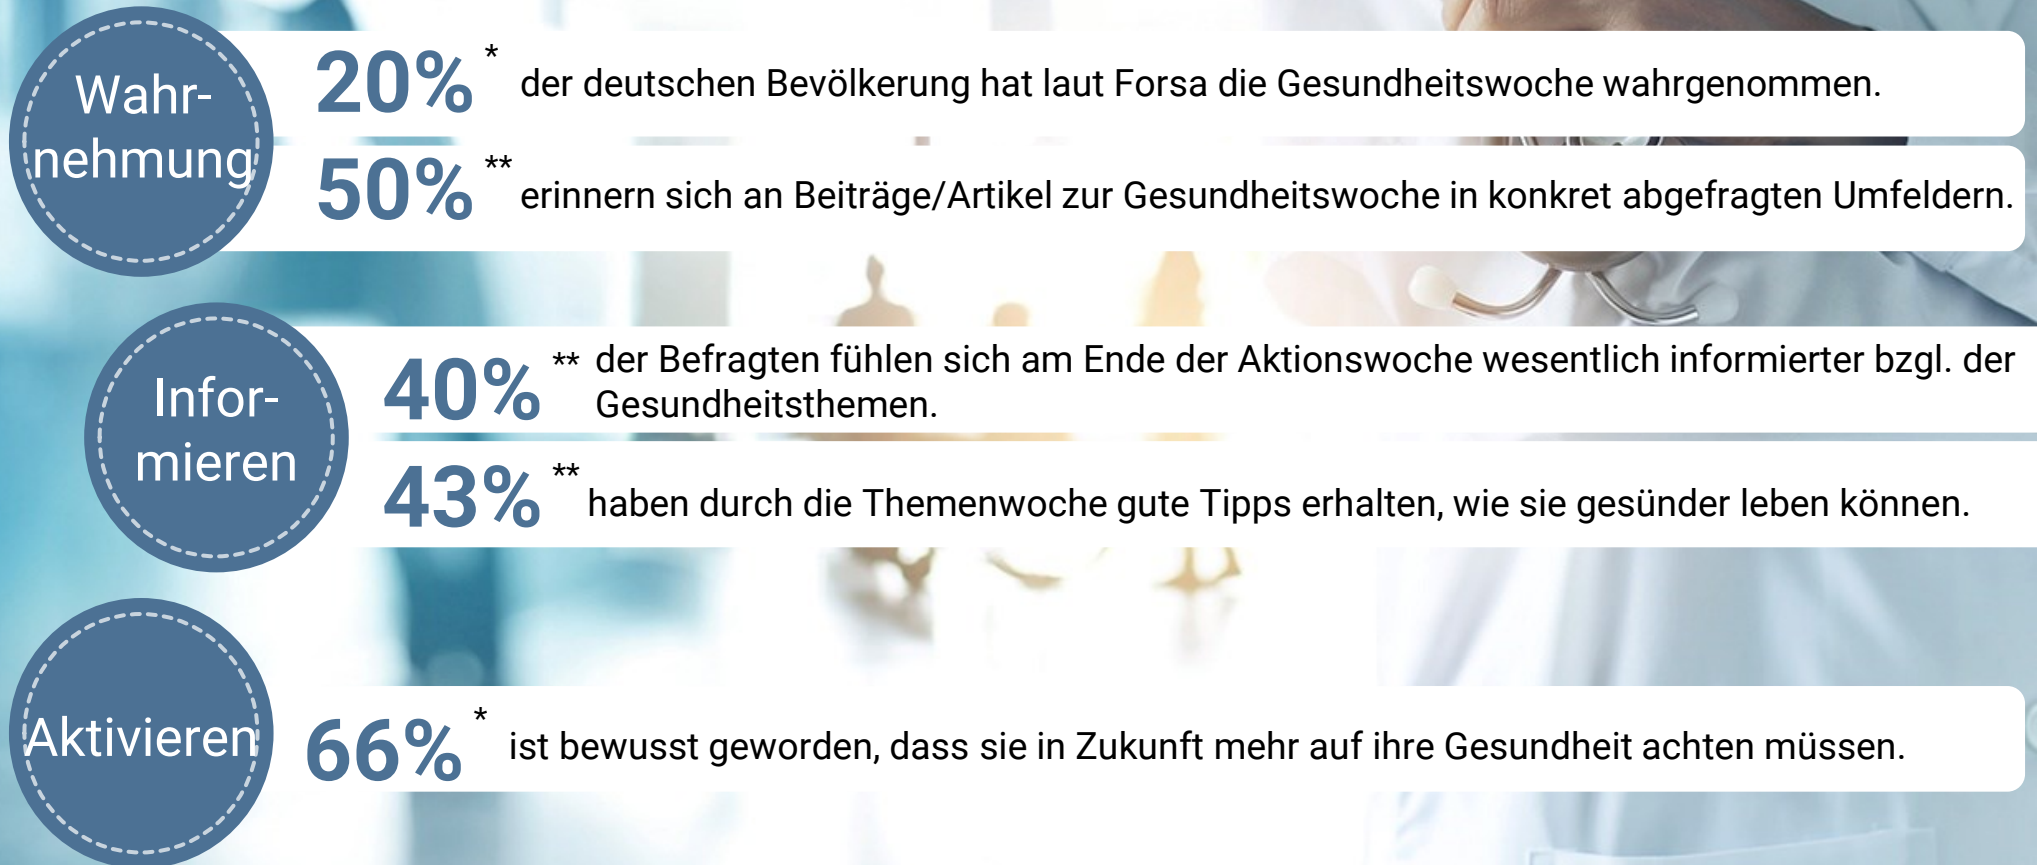 Wahr-
nehmung
20% * der deutschen Bevölkerung hat laut Forsa die Gesundheitswoche wahrgenommen.
50% ** erinnern sich an Beiträge/Artikel zur Gesundheitswoche in konkret abgefragten Umfeldern.
Infor-
mieren
40% ** der Befragten fühlen sich am Ende der Aktionswoche wesentlich informierter bzgl. der
Gesundheitsthemen.
43% ** haben durch die Themenwoche gute Tipps erhalten, wie sie gesünder leben können.
Aktivieren
66% * ist bewusst geworden, dass sie in Zukunft mehr auf ihre Gesundheit achten müssen.